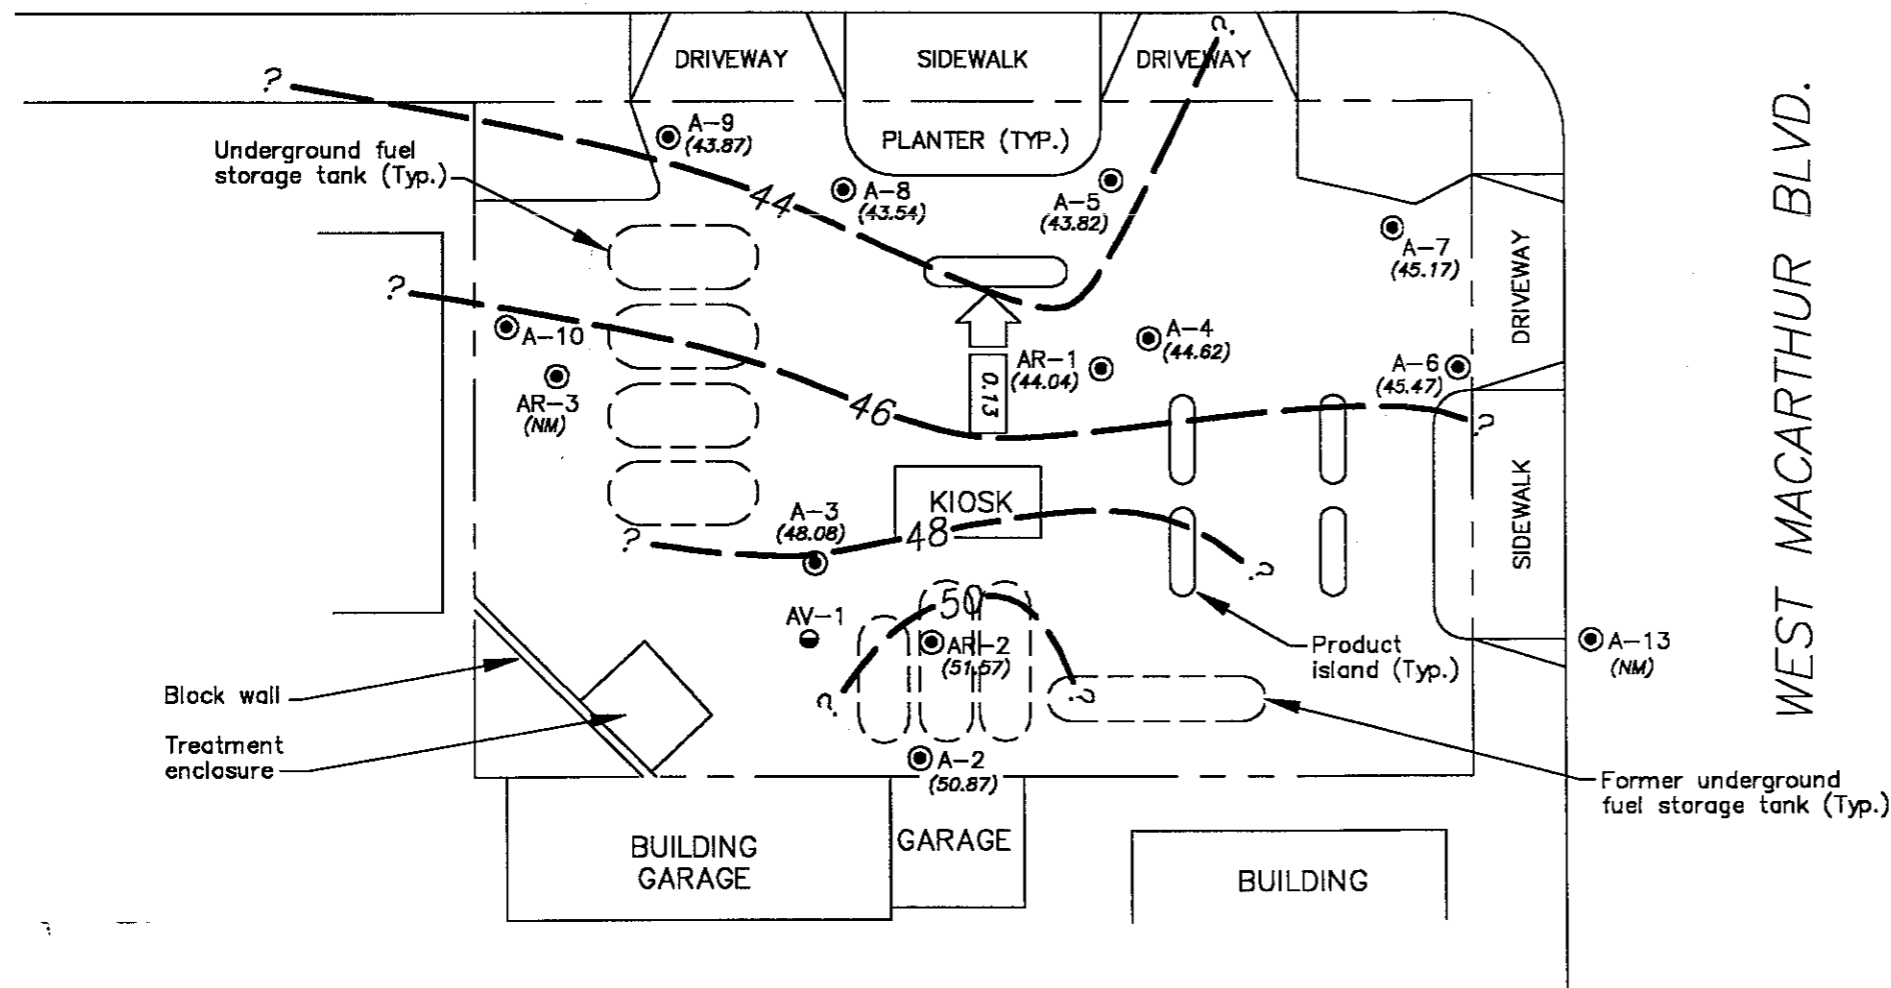 ?
DRIVEWAY
SIDEWALK
DRIVEWAY
?
A-9
(43.87)
PLANTER (TYP.)
Underground fuel
storage tank (Typ.)
44
A-8
(43.54)
A-5
(43.82)
A-7
(45.17)
DRIVEWAY
WEST MACARTHUR BLVD.
?
A-10
AR-3
(NM)
46
0.13
AR-1
(44.04)
A-4
(44.62)
A-6
(45.47)
?
SIDEWALK
KIOSK
A-3
(48.08)
48
?
?
AV-1
50
AR-2
(51.57)
?
?
Product
island (Typ.)
A-13
(NM)
Block wall
Treatment
enclosure
A-2
(50.87)
Former underground
fuel storage tank (Typ.)
BUILDING
GARAGE
GARAGE
BUILDING